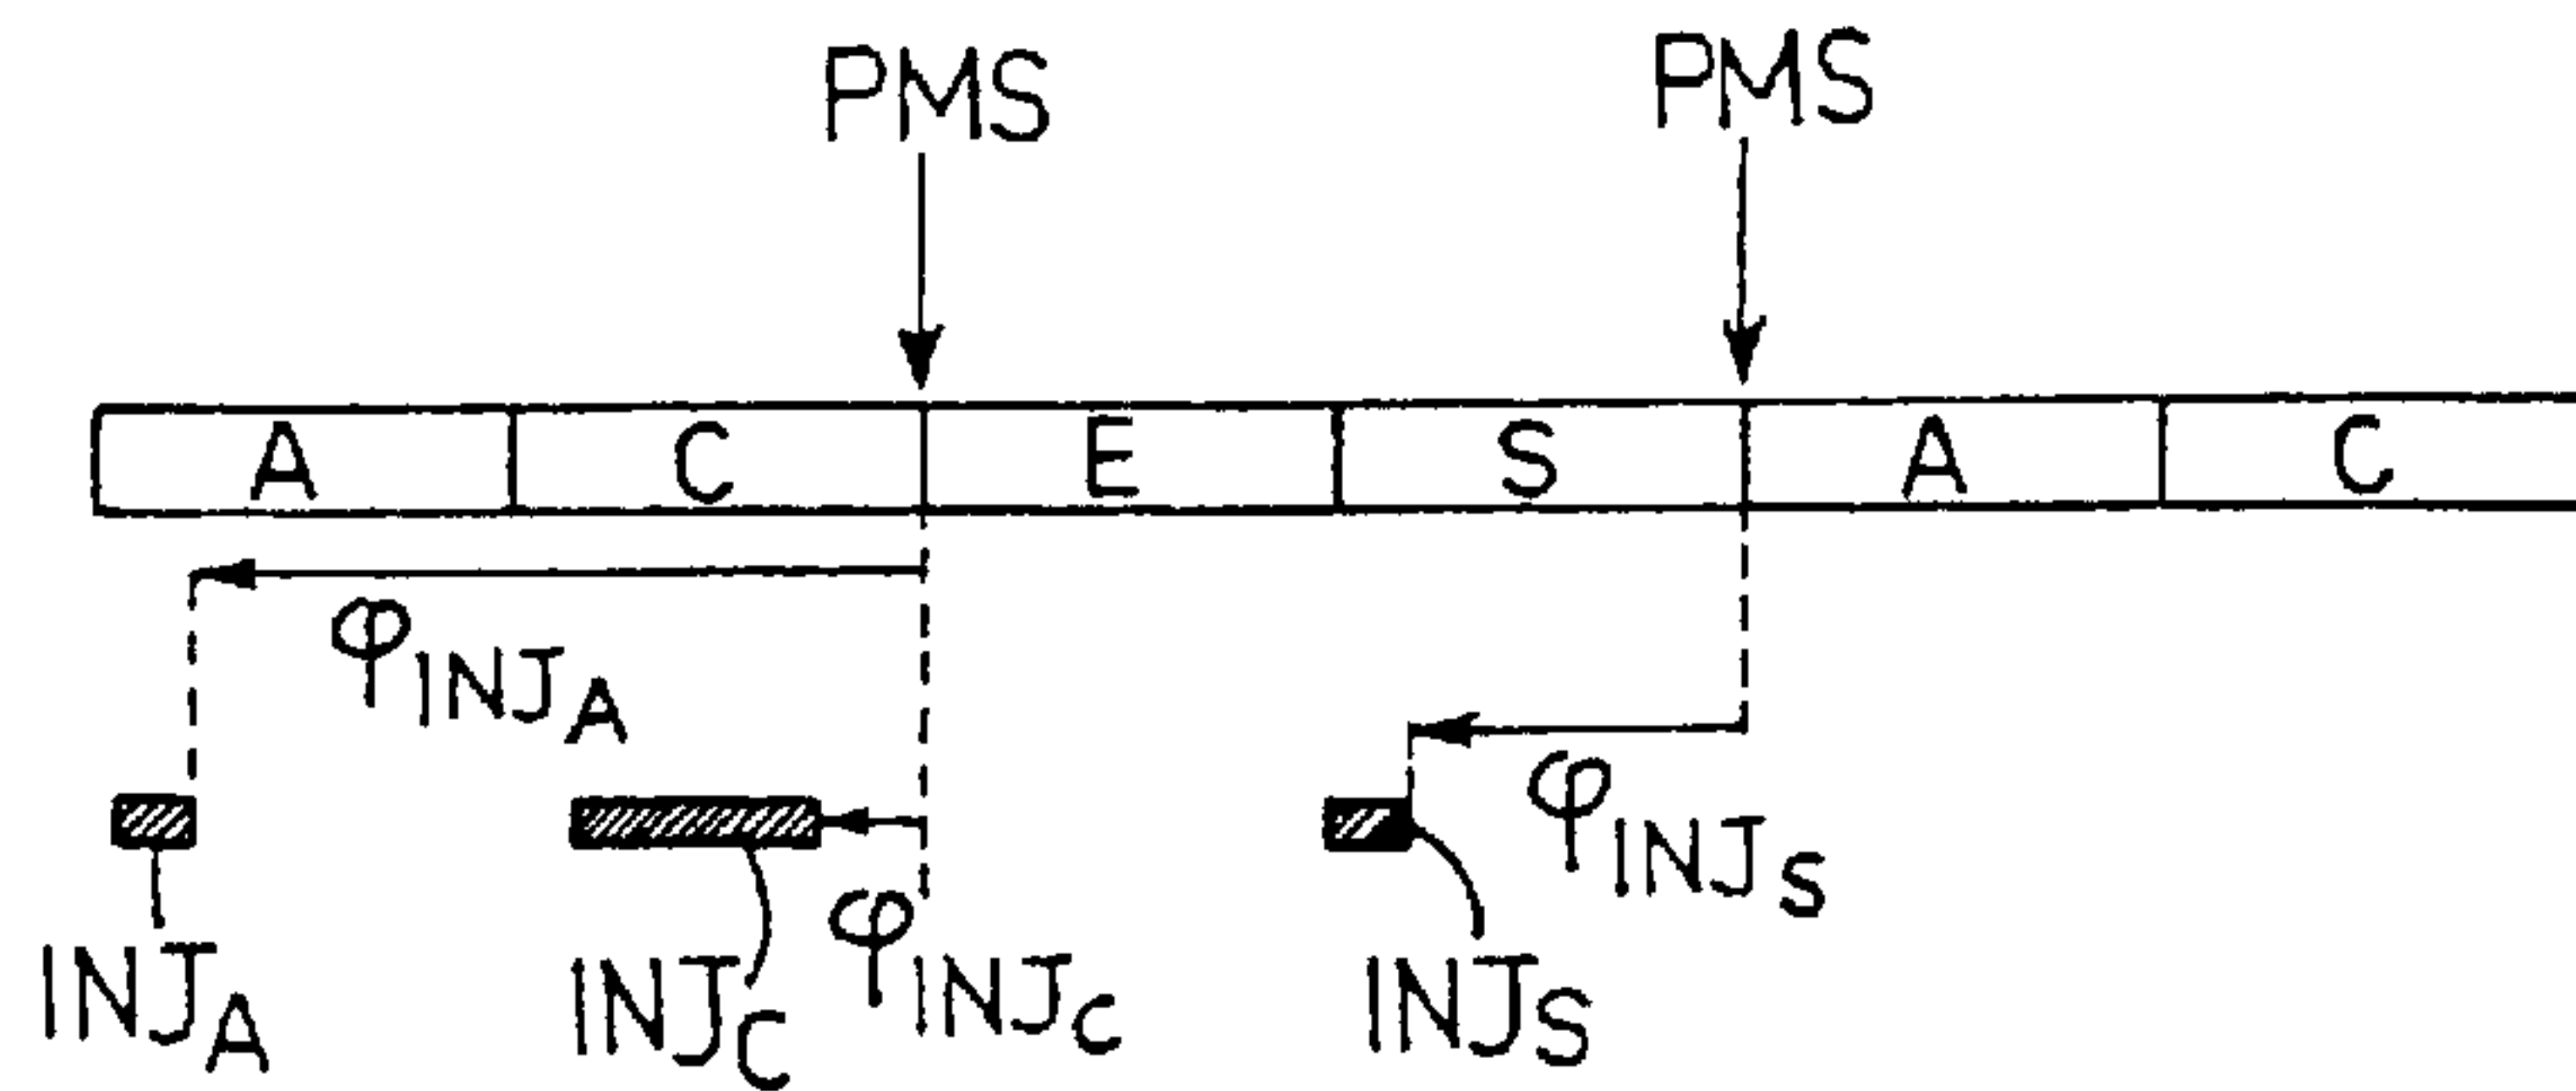 PMS PMS
A C E S A C
φINJA
φINJS
φINJC
INJA INJC INJS